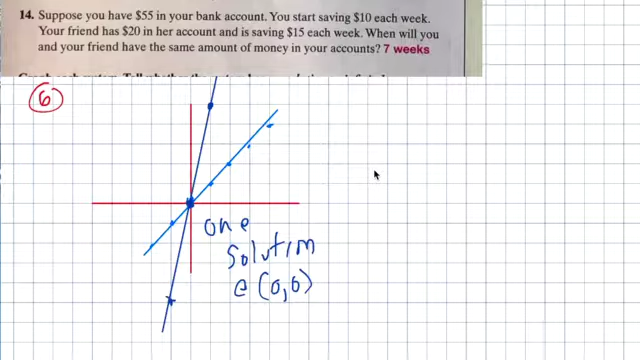 14. Suppose you have $55 in your bank account. You start saving $10 each week.
Your friend has $20 in her account and is saving $15 each week. When will you
and your friend have the same amount of money in your accounts? 7 weeks
6
one
solution
@ (0,0)